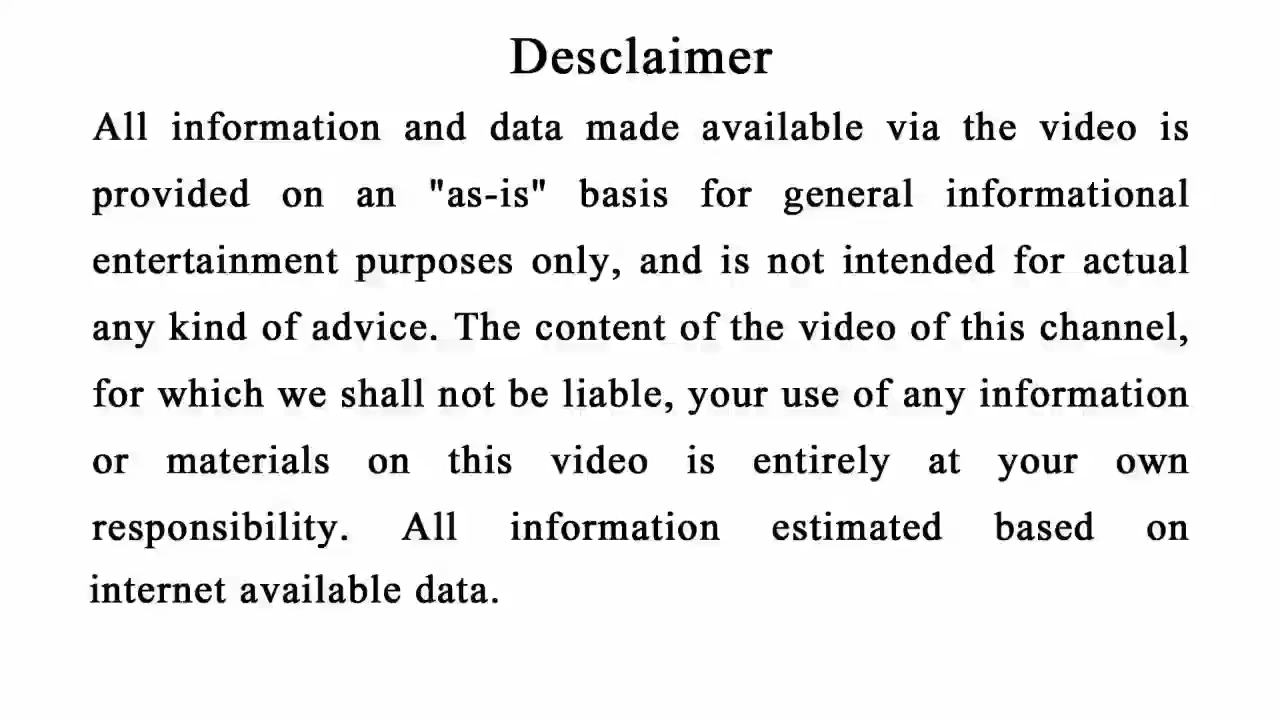 Desclaimer
All information and data made available via the video is
provided on an "as-is" basis for general informational
entertainment purposes only, and is not intended for actual
any kind of advice. The content of the video of this channel,
for which we shall not be liable, your use of any information
or materials on this video is entirely at your own
responsibility. All information estimated based on
internet available data.